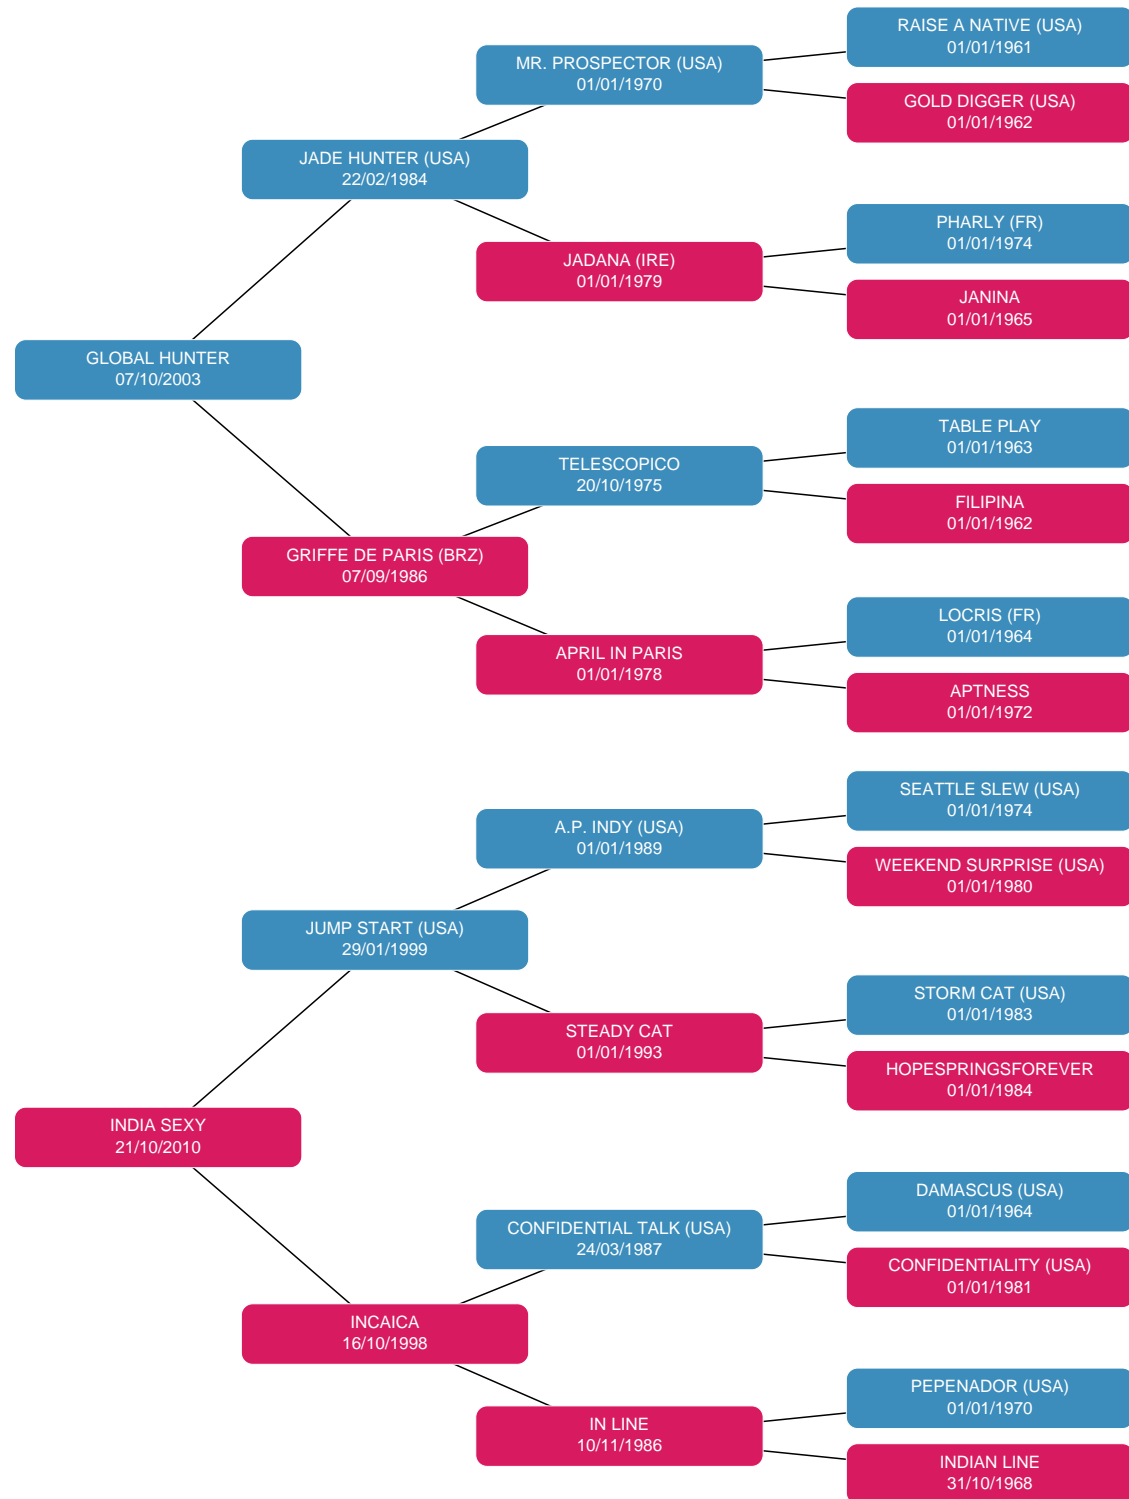 RAISE A NATIVE (USA)
01/01/1961
MR. PROSPECTOR (USA)
01/01/1970
GOLD DIGGER (USA)
01/01/1962
JADE HUNTER (USA)
22/02/1984
PHARLY (FR)
01/01/1974
JADANA (IRE)
01/01/1979
JANINA
01/01/1965
GLOBAL HUNTER
07/10/2003
TABLE PLAY
01/01/1963
TELESCOPICO
20/10/1975
FILIPINA
01/01/1962
GRIFFE DE PARIS (BRZ)
07/09/1986
LOCRIS (FR)
01/01/1964
APRIL IN PARIS
01/01/1978
APTNESS
01/01/1972
SEATTLE SLEW (USA)
01/01/1974
A.P. INDY (USA)
01/01/1989
WEEKEND SURPRISE (USA)
01/01/1980
JUMP START (USA)
29/01/1999
STORM CAT (USA)
01/01/1983
STEADY CAT
01/01/1993
HOPESPRINGSFOREVER
01/01/1984
INDIA SEXY
21/10/2010
DAMASCUS (USA)
01/01/1964
CONFIDENTIAL TALK (USA)
24/03/1987
CONFIDENTIALITY (USA)
01/01/1981
INCAICA
16/10/1998
PEPENADOR (USA)
01/01/1970
IN LINE
10/11/1986
INDIAN LINE
31/10/1968